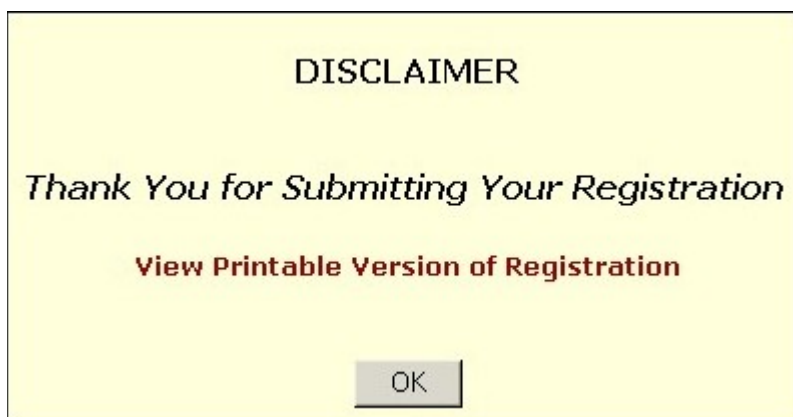 DISCLAIMER
Thank You for Submitting Your Registration
View Printable Version of Registration
OK